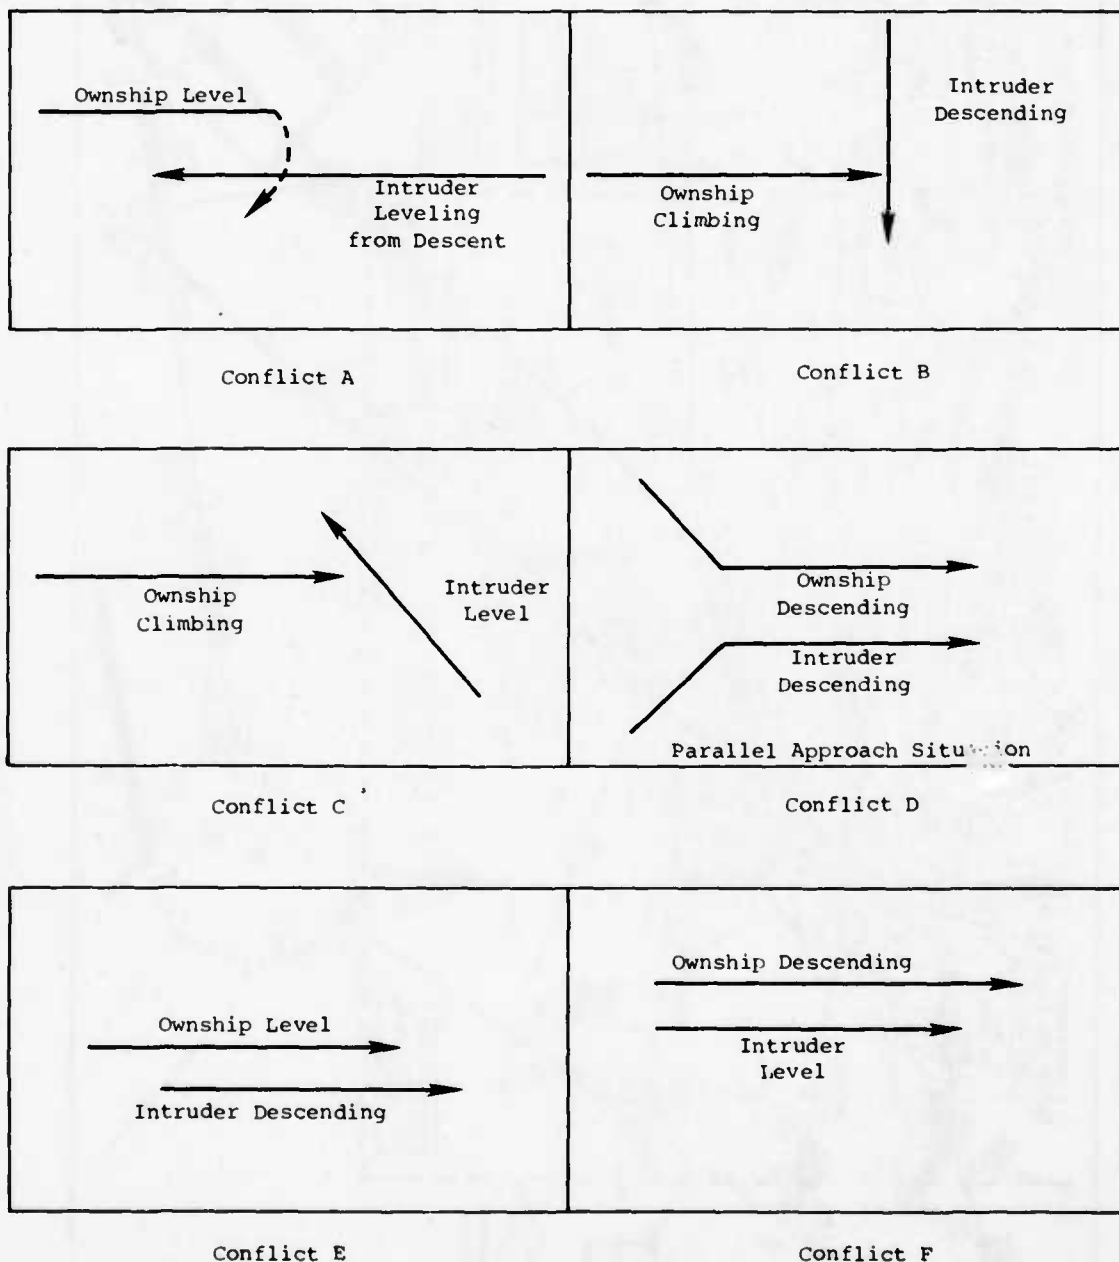 Ownship Level
Intruder
Leveling
from Descent
Intruder
Descending
Ownship
Climbing
Conflict A
Conflict B
Ownship
Climbing
Intruder
Level
Ownship
Descending
Intruder
Descending
Parallel Approach
Conflict C
Conflict D
Ownship Level
Intruder Descending
Ownship Descending
Intruder
Level
Conflict E
Conflict F